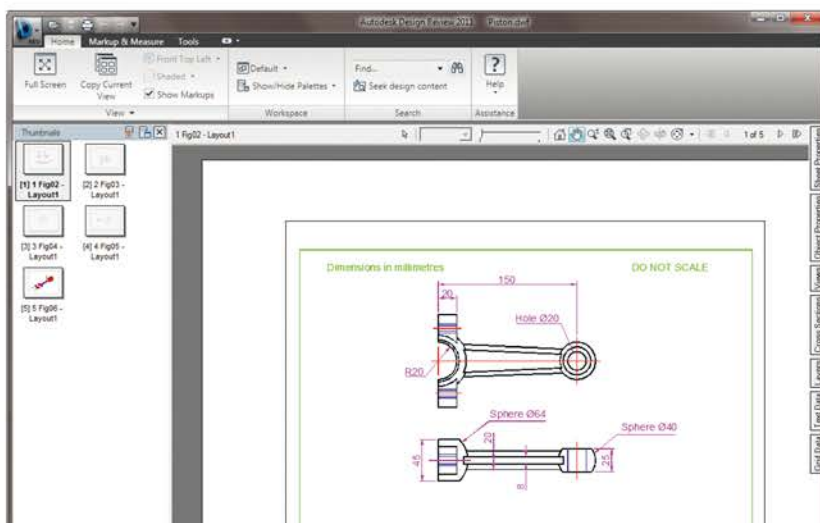 Autodesk Design Review 2011 Piston.dwf
Home Markup & Measure Tools
Full Screen
Copy Current View
Front Top Left
Shaded
Show Markups
View
Default
Show/Hide Palettes
Workspace
Find...
Seek design content
Search
?
Help
Assistance
Thumbnails
1 Fig02 - Layout1
1 of 5
[1] 1 Fig02 - Layout1
[2] 2 Fig03 - Layout1
[3] 3 Fig04 - Layout1
[4] 4 Fig05 - Layout1
[5] 5 Fig06 - Layout1
Sheet Properties
Object Properties
Views
Cross Sections
Layers
Text Data
Grid Data
Dimensions in millimetres
DO NOT SCALE
150
20
Hole Ø20
R20
Sphere Ø64
Sphere Ø40
20
45
25
8